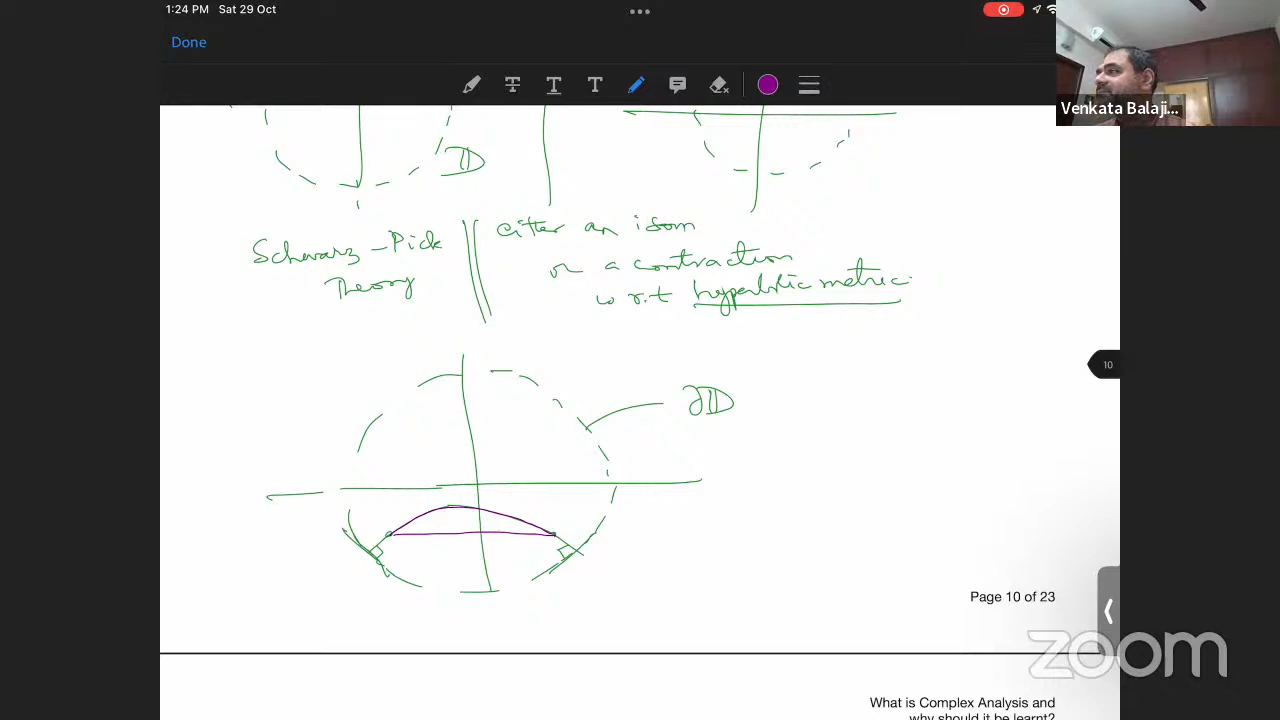 1:24 PM Sat 29 Oct
Done
Venkata Balaji...
D
Schwarz-Pick
Theory
either an isom
or a contraction
w.r.t hyperbolic metric.
∂D
10
Page 10 of 23
zoom
What is Complex Analysis and
why should it be learnt?